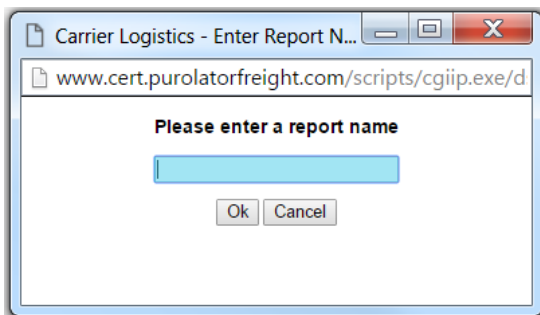 Carrier Logistics - Enter Report N...
www.cert.purolatorfreight.com/scripts/cgiip.exe/d
Please enter a report name
Ok Cancel